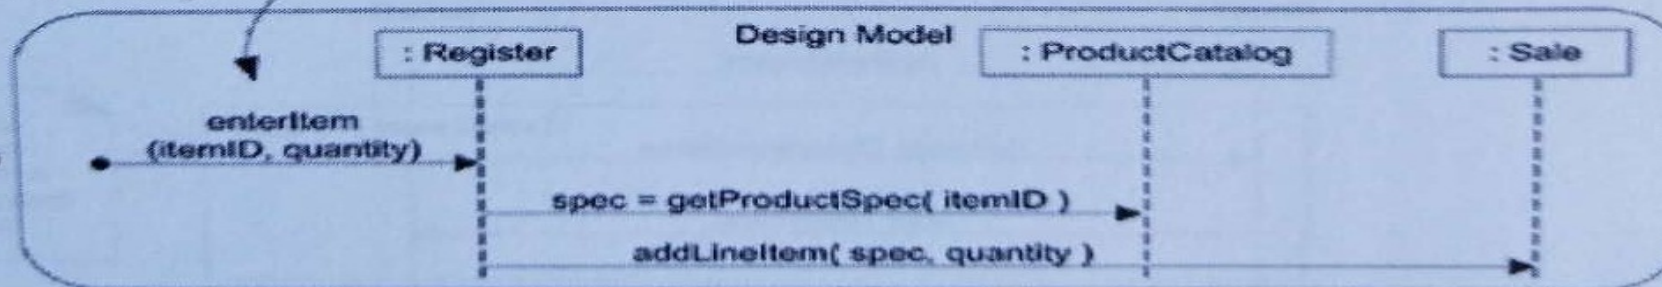 Design Model
: Register
: ProductCatalog
: Sale
enterItem
(itemID, quantity)
spec = getProductSpec( itemID )
addLineItem( spec, quantity )